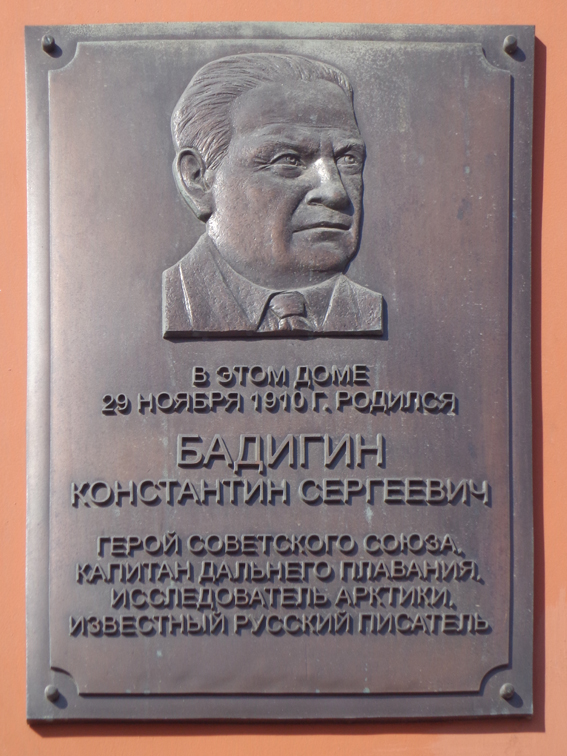 В ЭТОМ ДОМЕ
29 НОЯБРЯ 1910 Г. РОДИЛСЯ
БАДИГИН
КОНСТАНТИН СЕРГЕЕВИЧ
ГЕРОЙ СОВЕТСКОГО СОЮЗА,
КАПИТАН ДАЛЬНЕГО ПЛАВАНИЯ,
ИССЛЕДОВАТЕЛЬ АРКТИКИ,
ИЗВЕСТНЫЙ РУССКИЙ ПИСАТЕЛЬ